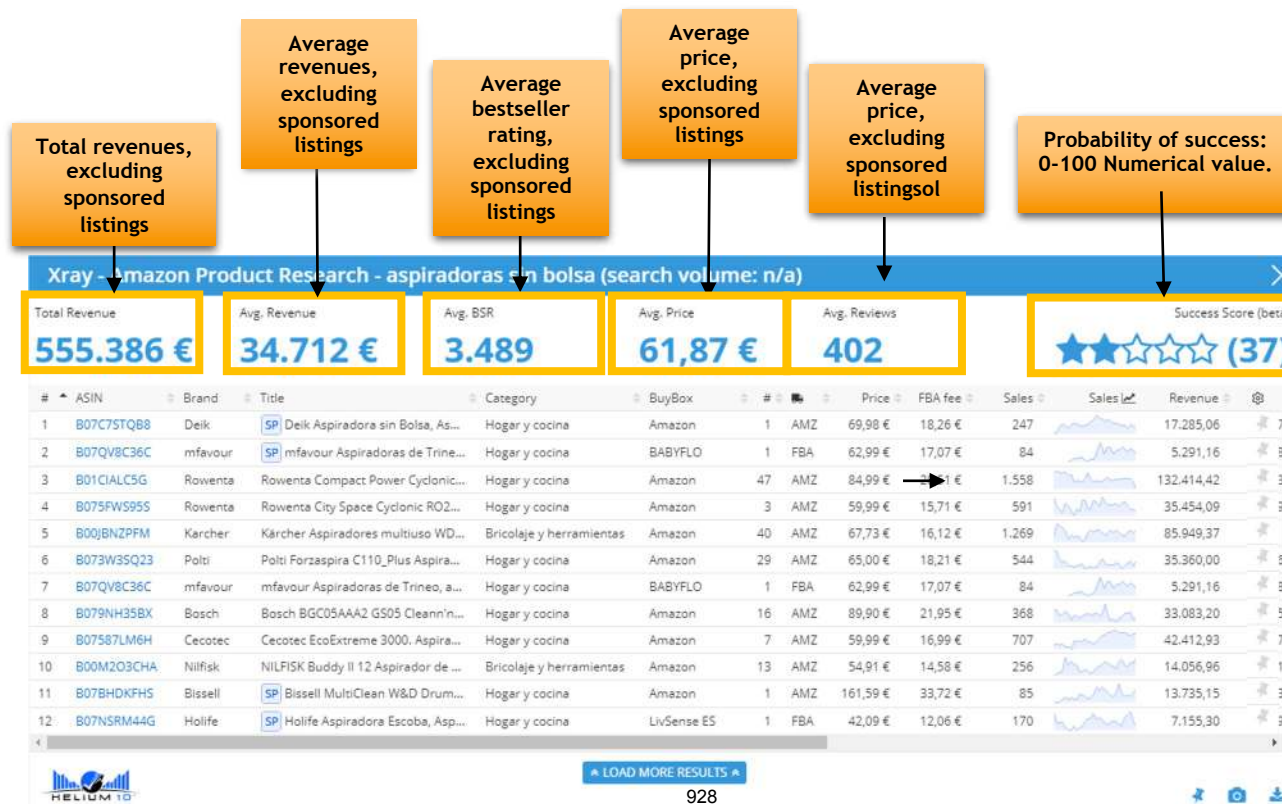 Average
revenues,
excluding
sponsored
listings
Average
price,
excluding
sponsored
listings
Average
bestseller
rating,
excluding
sponsored
listings
Average
price,
excluding
sponsored
listingsol
Total revenues,
excluding
sponsored
listings
Probability of success:
0-100 Numerical value.
Xray - Amazon Product Research - aspiradoras sin bolsa (search volume: n/a)
Total Revenue Avg. Revenue Avg. BSR Avg. Price Avg. Reviews Success Score (beta
555.386 € 34.712 € 3.489 61,87 € 402 (37)
# ASIN Brand Title Category BuyBox # Price FBA fee Sales Sales Revenue
1 B07C7STQB8 Deik SP Deik Aspiradora sin Bolsa, As... Hogar y cocina Amazon 1 AMZ 69,98 € 18,26 € 247 17.285,06
2 B07QV8C36C mfavour SP mfavour Aspiradoras de Trine... Hogar y cocina BABYFLO 1 FBA 62,99 € 17,07 € 84 5.291,16
3 B01CIALC5G Rowenta Rowenta Compact Power Cyclonic... Hogar y cocina Amazon 47 AMZ 84,99 € 1.558 132.414,42
4 B075FWS95S Rowenta Rowenta City Space Cyclonic RO2... Hogar y cocina Amazon 3 AMZ 59,99 € 15,71 € 591 35.454,09
5 B00JBNZPFM Karcher Kärcher Aspiradores multiuso WD... Bricolaje y herramientas Amazon 40 AMZ 67,73 € 16,12 € 1.269 85.949,37
6 B073W3SQ23 Polti Polti Forzaspira C110_Plus Aspira... Hogar y cocina Amazon 29 AMZ 65,00 € 18,21 € 544 35.360,00
7 B07QV8C36C mfavour mfavour Aspiradoras de Trineo, a... Hogar y cocina BABYFLO 1 FBA 62,99 € 17,07 € 84 5.291,16
8 B079NH35BX Bosch Bosch BGC05AAA2 GS05 Cleann'n... Hogar y cocina Amazon 16 AMZ 89,90 € 21,95 € 368 33.083,20
9 B07587LM6H Cecotec Cecotec EcoExtreme 3000. Aspira... Hogar y cocina Amazon 7 AMZ 59,99 € 16,99 € 707 42.412,93
10 B00M2O3CHA Nilfisk NILFISK Buddy II 12 Aspirador de ... Bricolaje y herramientas Amazon 13 AMZ 54,91 € 14,58 € 256 14.056,96
11 B07BHDKFHS Bissell SP Bissell MultiClean W&D Drum... Hogar y cocina Amazon 1 AMZ 161,59 € 33,72 € 85 13.735,15
12 B07NSRM44G Holife SP Holife Aspiradora Escoba, Asp... Hogar y cocina LivSense ES 1 FBA 42,09 € 12,06 € 170 7.155,30
LOAD MORE RESULTS
HELIUM 10
928